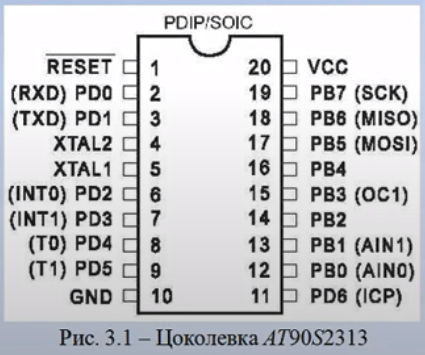 PDIP/SOIC
RESET 1 20 VCC
(RXD) PD0 2 19 PB7 (SCK)
(TXD) PD1 3 18 PB6 (MISO)
XTAL2 4 17 PB5 (MOSI)
XTAL1 5 16 PB4
(INT0) PD2 6 15 PB3 (OC1)
(INT1) PD3 7 14 PB2
(T0) PD4 8 13 PB1 (AIN1)
(T1) PD5 9 12 PB0 (AIN0)
GND 10 11 PD6 (ICP)
Рис. 3.1 – Цоколевка AT90S2313